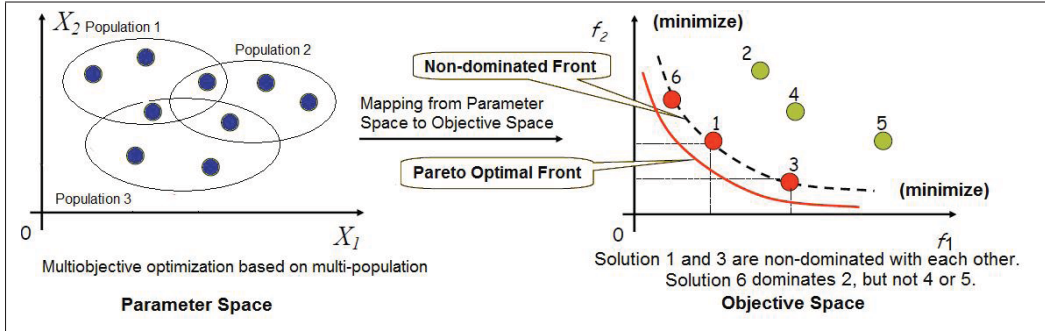 X2
Population 1
Population 2
Population 3
0
X1
Multiobjective optimization based on multi-population
Parameter Space
Mapping from Parameter
Space to Objective Space
f2
(minimize)
Non-dominated Front
Pareto Optimal Front
2
6
4
1
5
3
(minimize)
0
f1
Solution 1 and 3 are non-dominated with each other.
Solution 6 dominates 2, but not 4 or 5.
Objective Space